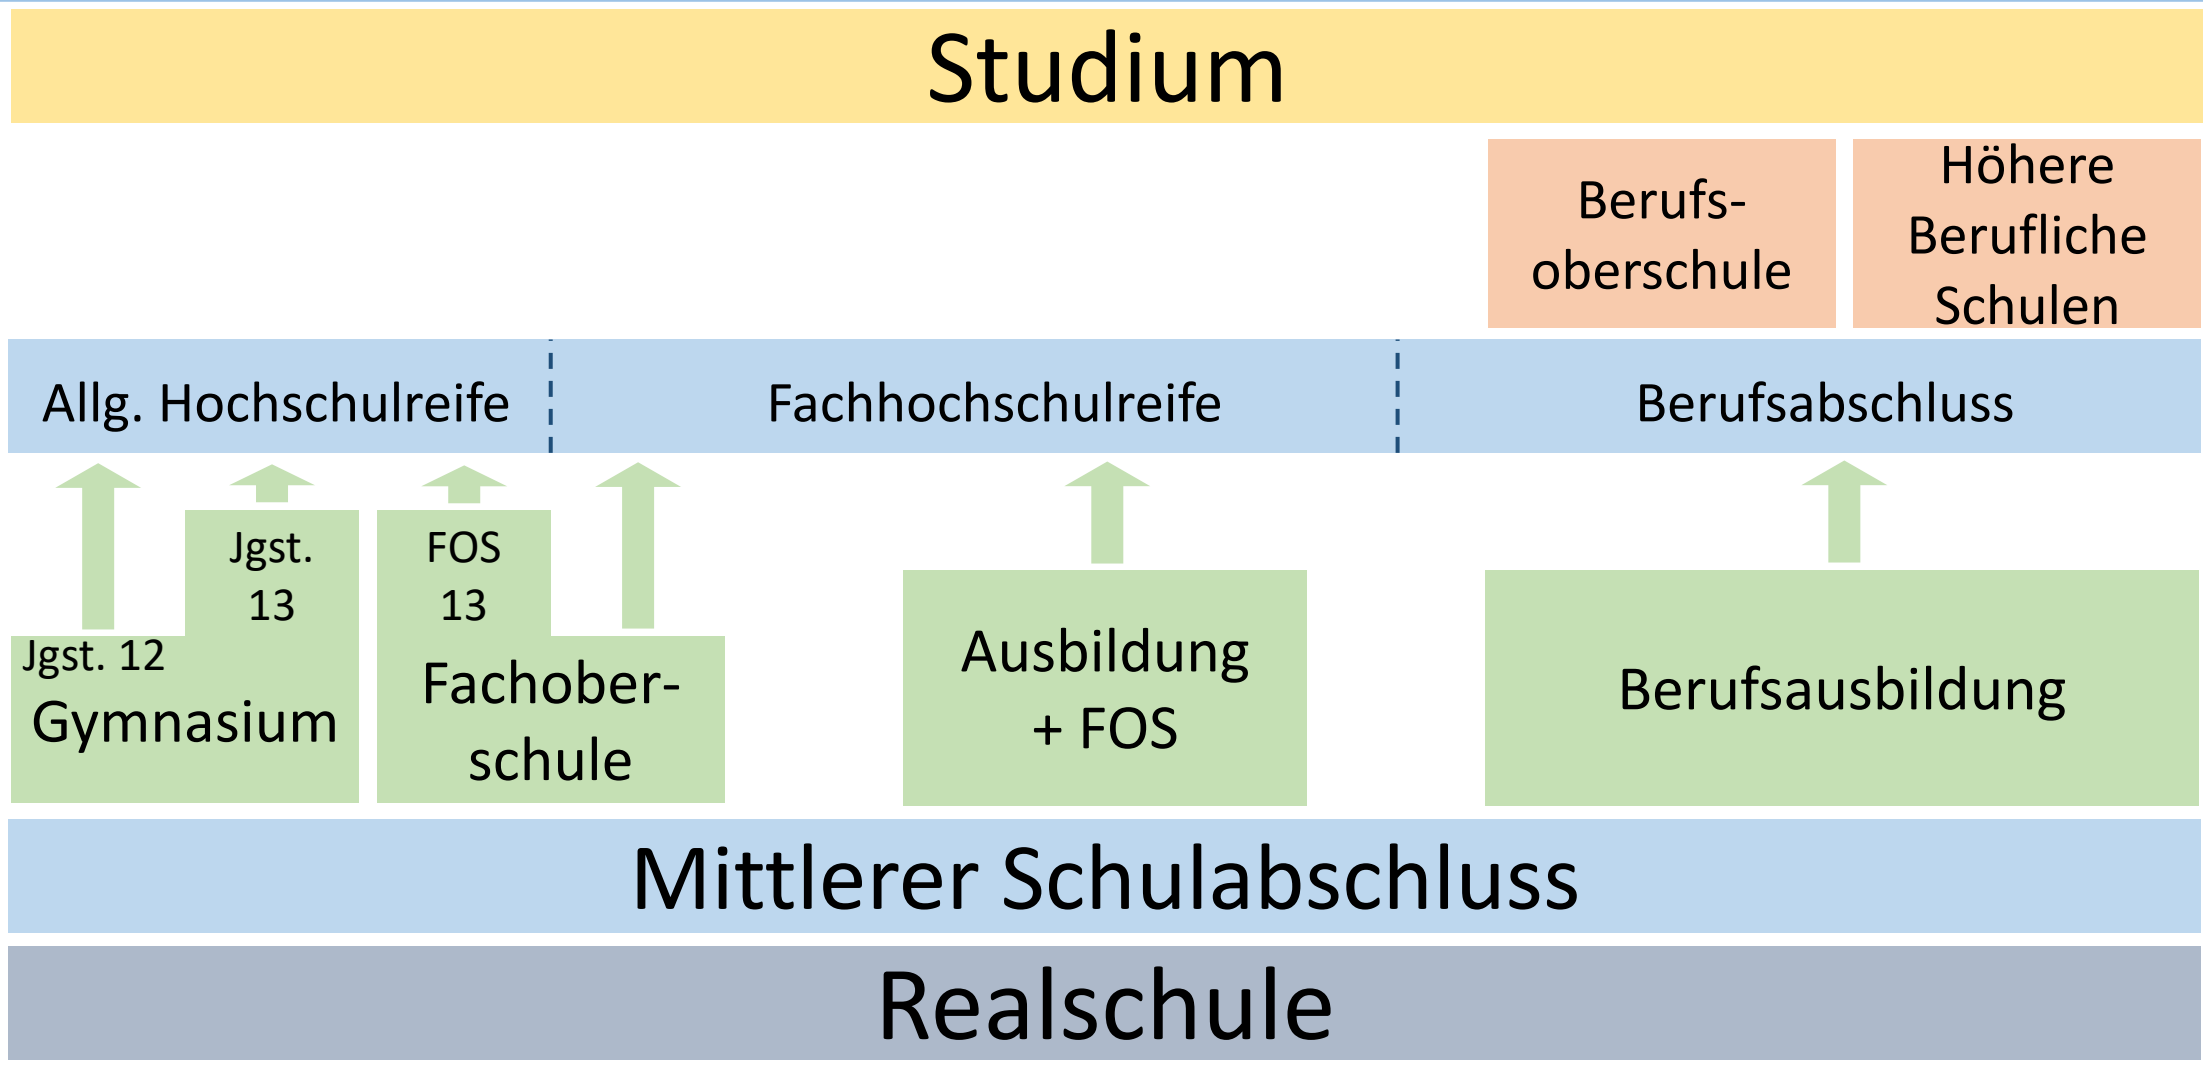 Studium
Berufs-
oberschule
Höhere
Berufliche
Schulen
Allg. Hochschulreife
Fachhochschulreife
Berufsabschluss
Jgst. 12
Gymnasium
Jgst.
13
FOS
13
Fachober-
schule
Ausbildung
+ FOS
Berufsausbildung
Mittlerer Schulabschluss
Realschule